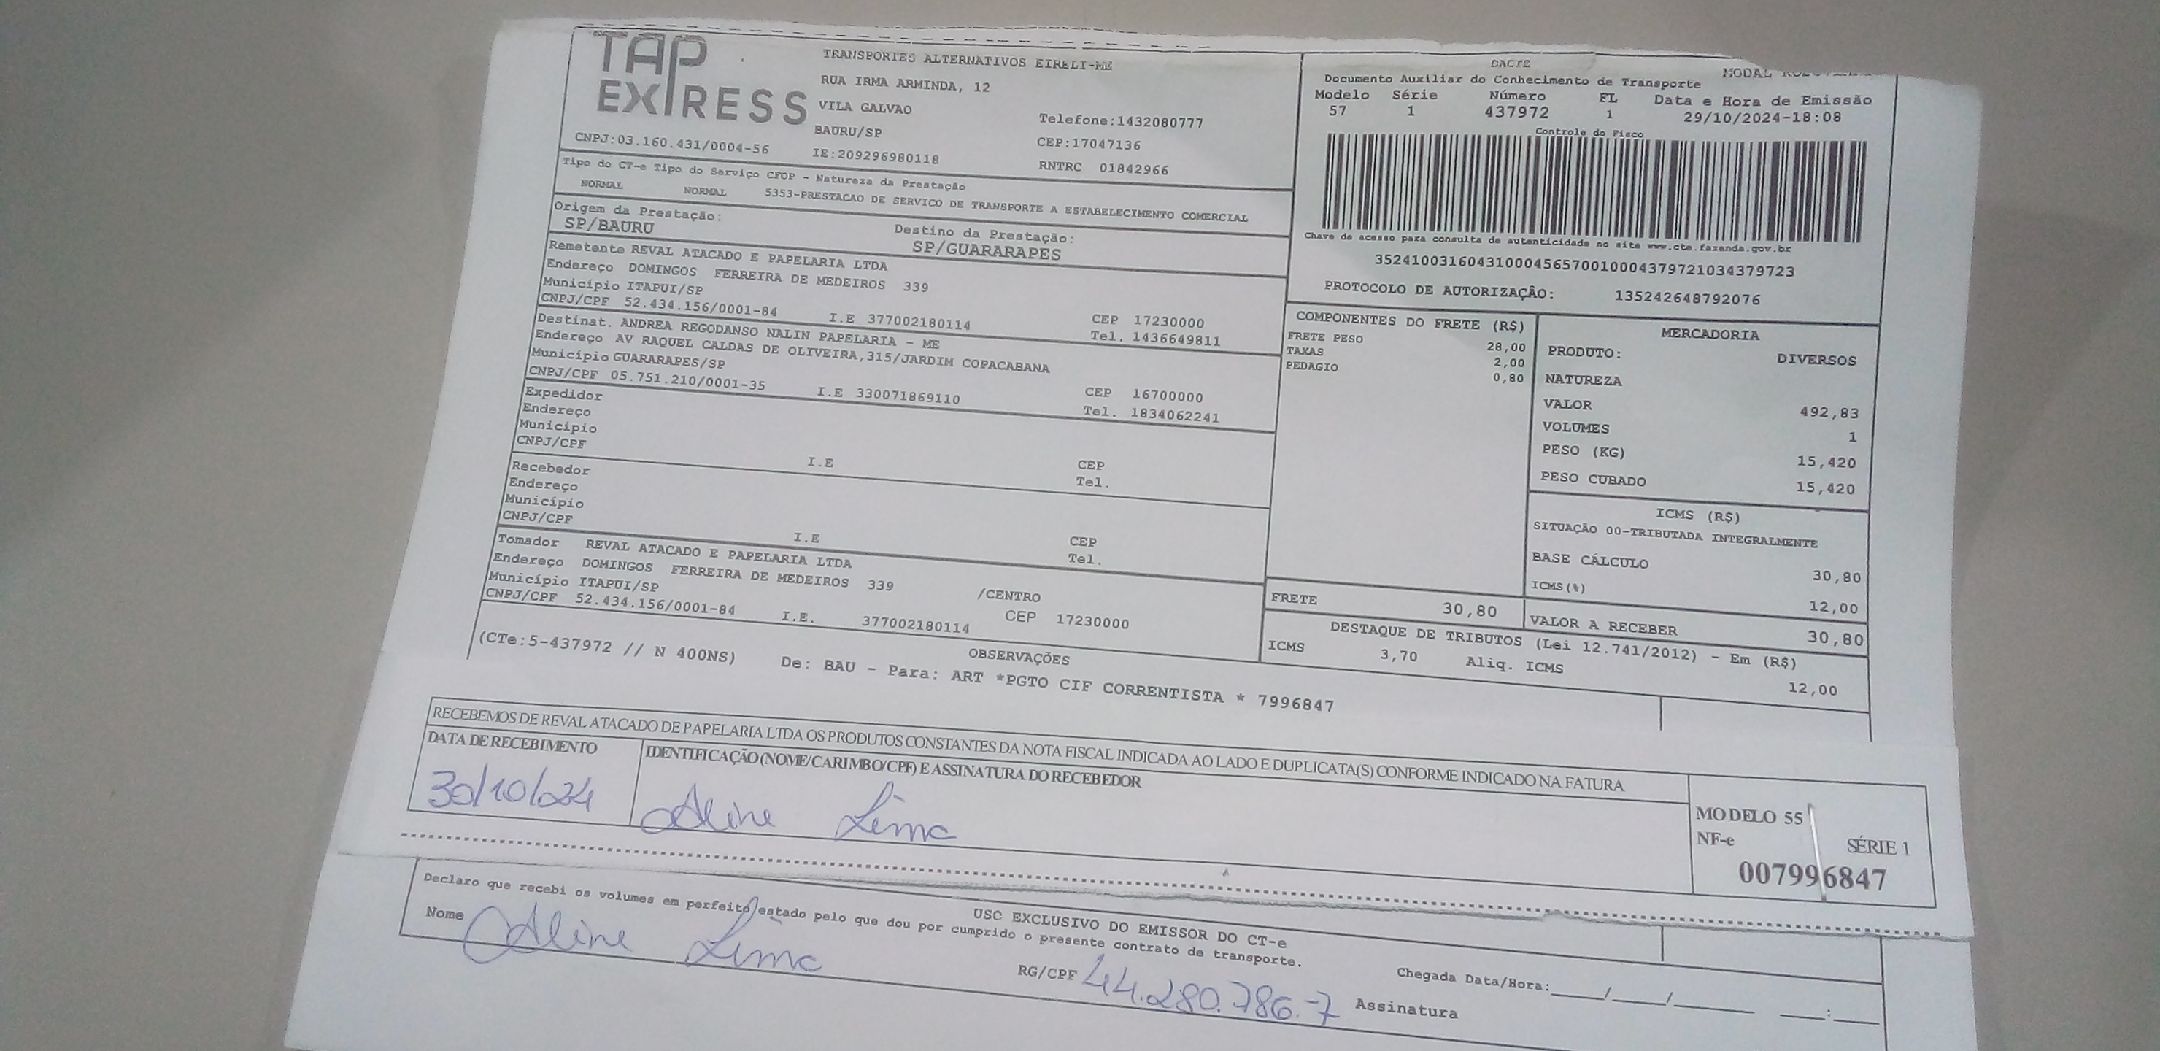 TAP EXPRESS
TRANSPORTES ALTERNATIVOS EIRELI-ME
RUA IRMA ARMINDA, 12
VILA GALVAO
Telefone:1432080777
BAURU/SP
CEP:17047136
CNPJ:03.160.431/0004-56
IE:209296980118
RNTRC 01842966
DACTE
Documento Auxiliar do Conhecimento de Transporte
MODAL
Modelo Série Número FL Data e Hora de Emissão
57 1 437972 1 29/10/2024-18:08
Controle do Fisco
Chave de acesso para consulta de autenticidade no site www.cte.fazenda.gov.br
35241003160431000456570010004379721034379723
PROTOCOLO DE AUTORIZAÇÃO: 135242648792076
Tipo do CT-e Tipo do Serviço CFOP - Natureza da Prestação
NORMAL NORMAL 5353-PRESTACAO DE SERVICO DE TRANSPORTE A ESTABELECIMENTO COMERCIAL
Origem da Prestação: Destino da Prestação:
SP/BAURU SP/GUARARAPES
Remetente REVAL ATACADO E PAPELARIA LTDA
Endereço DOMINGOS FERREIRA DE MEDEIROS 339
Município ITAPUI/SP CEP 17230000
CNPJ/CPF 52.434.156/0001-84 I.E 377002180114 Tel. 1436649811
Destinat. ANDREA REGODANSO NALIN PAPELARIA - ME
Endereço AV RAQUEL CALDAS DE OLIVEIRA,315/JARDIM COPACABANA
Município GUARARAPES/SP CEP 16700000
CNPJ/CPF 05.751.210/0001-35 I.E 330071869110 Tel. 1834062241
Expedidor
Endereço
Município CEP
CNPJ/CPF I.E Tel.
Recebedor
Endereço
Município CEP
CNPJ/CPF I.E Tel.
Tomador REVAL ATACADO E PAPELARIA LTDA
Endereço DOMINGOS FERREIRA DE MEDEIROS 339 /CENTRO
Município ITAPUI/SP CEP 17230000
CNPJ/CPF 52.434.156/0001-84 I.E. 377002180114
COMPONENTES DO FRETE (R$)
FRETE PESO 28,00
TAXAS 2,00
PEDAGIO 0,80
MERCADORIA
PRODUTO: DIVERSOS
NATUREZA
VALOR 492,83
VOLUMES 1
PESO (KG) 15,420
PESO CUBADO 15,420
ICMS (R$)
SITUAÇÃO 00-TRIBUTADA INTEGRALMENTE
BASE CÁLCULO 30,80
ICMS(%) 12,00
FRETE 30,80
VALOR A RECEBER 30,80
DESTAQUE DE TRIBUTOS (Lei 12.741/2012) - Em (R$)
ICMS 3,70 Aliq. ICMS 12,00
OBSERVAÇÕES
(CTe:5-437972 // N 400NS) De: BAU - Para: ART *PGTO CIF CORRENTISTA * 7996847
RECEBEMOS DE REVAL ATACADO DE PAPELARIA LTDA OS PRODUTOS CONSTANTES DA NOTA FISCAL INDICADA AO LADO E DUPLICATA(S) CONFORME INDICADO NA FATURA
DATA DE RECEBIMENTO
IDENTIFICAÇÃO (NOME/CARIMBO/CPF) E ASSINATURA DO RECEBEDOR
30/10/024
Aline Lima
MODELO 55
NF-e SÉRIE 1
007996847
USO EXCLUSIVO DO EMISSOR DO CT-e
Declaro que recebi os volumes em perfeito estado pelo que dou por cumprido o presente contrato de transporte.
Nome Aline Lima
RG/CPF 44.280.786-7
Assinatura
Chegada Data/Hora:____/____/______ ___:___